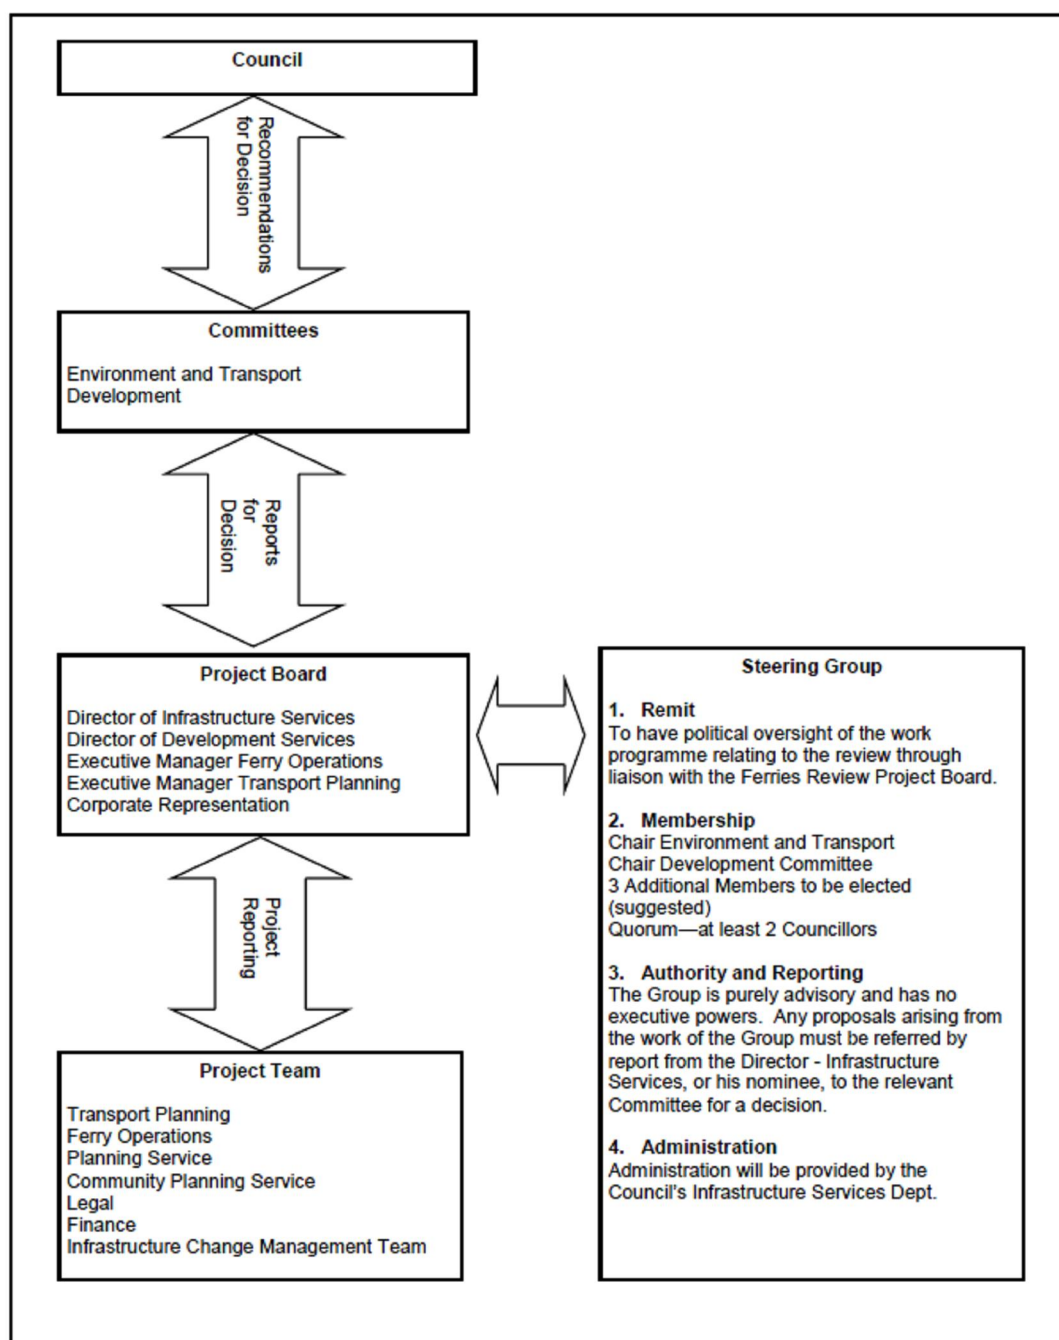 Council
Recommendations
for Decision
Committees
Environment and Transport
Development
Reports
for
Decision
Project Board
Director of Infrastructure Services
Director of Development Services
Executive Manager Ferry Operations
Executive Manager Transport Planning
Corporate Representation
Project
Reporting
Project Team
Transport Planning
Ferry Operations
Planning Service
Community Planning Service
Legal
Finance
Infrastructure Change Management Team
Steering Group
1. Remit
To have political oversight of the work
programme relating to the review through
liaison with the Ferries Review Project Board.
2. Membership
Chair Environment and Transport
Chair Development Committee
3 Additional Members to be elected
(suggested)
Quorum—at least 2 Councillors
3. Authority and Reporting
The Group is purely advisory and has no
executive powers. Any proposals arising from
the work of the Group must be referred by
report from the Director - Infrastructure
Services, or his nominee, to the relevant
Committee for a decision.
4. Administration
Administration will be provided by the
Council's Infrastructure Services Dept.